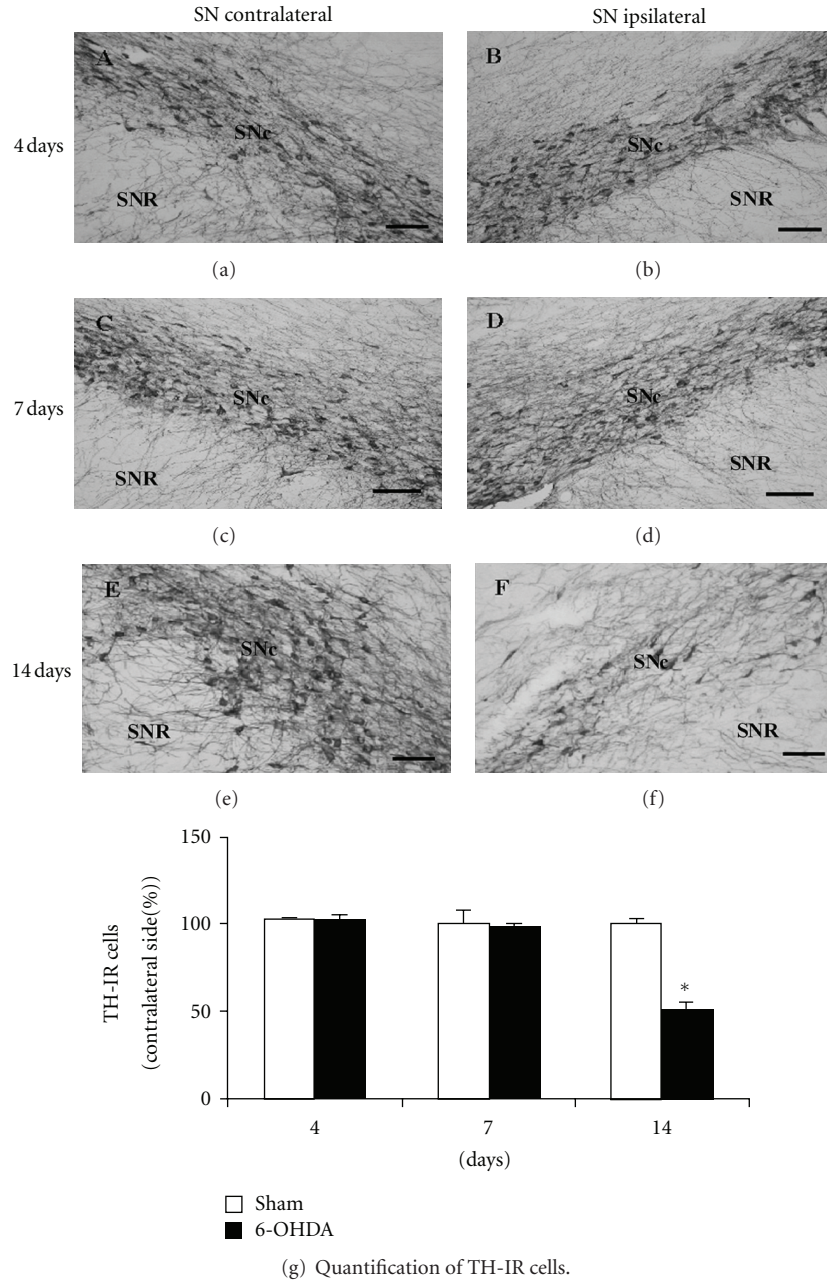 SN contralateral
SN ipsilateral
4 days
A
SNc
SNR
B
SNc
SNR
(a)
(b)
7 days
C
SNc
SNR
D
SNc
SNR
(c)
(d)
14 days
E
SNc
SNR
F
SNc
SNR
(e)
(f)
TH-IR cells
(contralateral side(%))
150
100
50
0
*
4
7
14
(days)
Sham
6-OHDA
(g) Quantification of TH-IR cells.